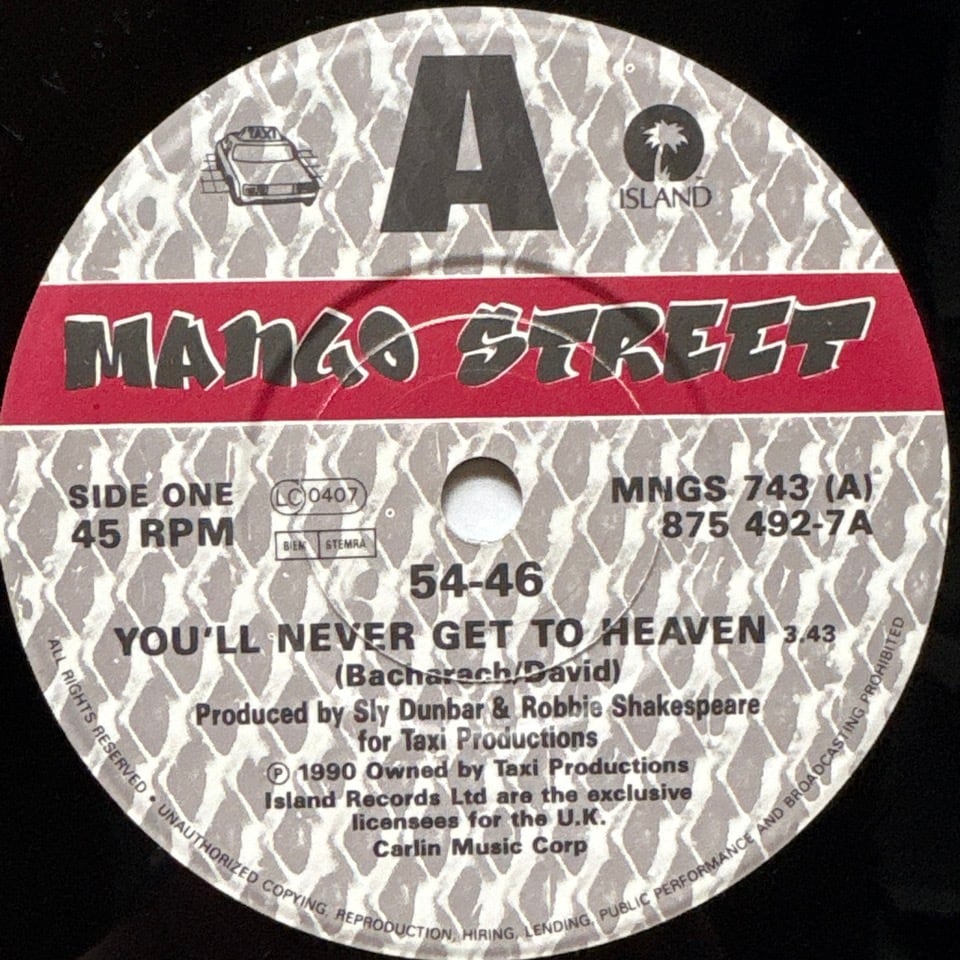 TAXI
A
ISLAND
MANGO STREET
SIDE ONE
45 RPM
LC 0407
BIEM STEMRA
MNGS 743 (A)
875 492-7A
54-46
YOU'LL NEVER GET TO HEAVEN 3.43
(Bacharach/David)
Produced by Sly Dunbar & Robbie Shakespeare
for Taxi Productions
℗ 1990 Owned by Taxi Productions
Island Records Ltd are the exclusive
licensees for the U.K.
Carlin Music Corp
ALL RIGHTS RESERVED • UNAUTHORIZED COPYING, REPRODUCTION, HIRING, LENDING, PUBLIC PERFORMANCE AND BROADCASTING PROHIBITED